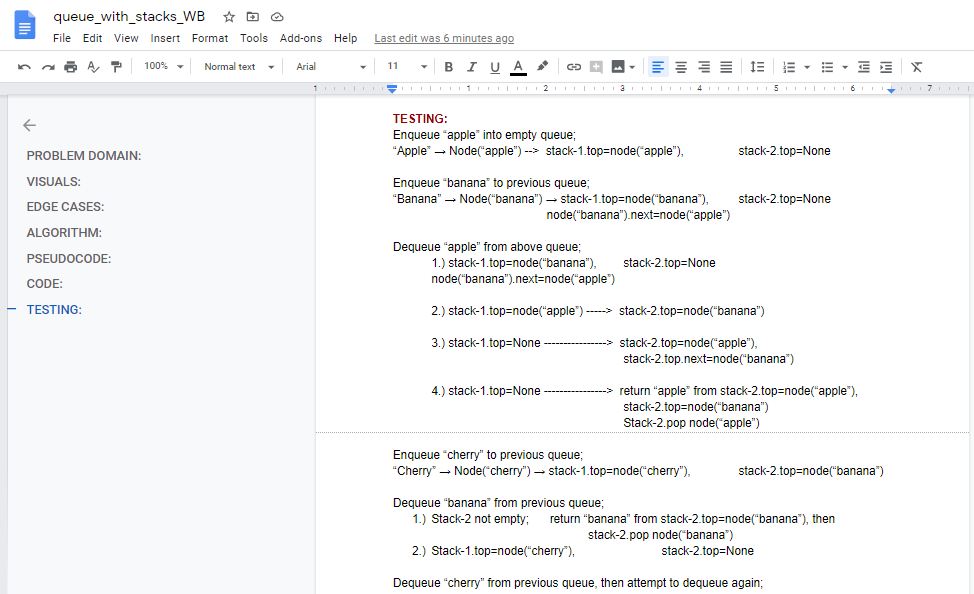 queue_with_stacks_WB
File Edit View Insert Format Tools Add-ons Help Last edit was 6 minutes ago
100% Normal text Arial 11 B I U A
1 1 2 3 4 5 6 7
PROBLEM DOMAIN:
VISUALS:
EDGE CASES:
ALGORITHM:
PSEUDOCODE:
CODE:
TESTING:
TESTING:
Enqueue “apple” into empty queue;
“Apple” → Node(“apple”) --> stack-1.top=node(“apple”), stack-2.top=None
Enqueue “banana” to previous queue;
“Banana” → Node(“banana”) → stack-1.top=node(“banana”), stack-2.top=None
node(“banana”).next=node(“apple”)
Dequeue “apple” from above queue;
1.) stack-1.top=node(“banana”), stack-2.top=None
node(“banana”).next=node(“apple”)
2.) stack-1.top=node(“apple”) -----> stack-2.top=node(“banana”)
3.) stack-1.top=None ----------------> stack-2.top=node(“apple”),
stack-2.top.next=node(“banana”)
4.) stack-1.top=None ----------------> return “apple” from stack-2.top=node(“apple”),
stack-2.top=node(“banana”)
Stack-2.pop node(“apple”)
Enqueue “cherry” to previous queue;
“Cherry” → Node(“cherry”) → stack-1.top=node(“cherry”), stack-2.top=node(“banana”)
Dequeue “banana” from previous queue;
1.) Stack-2 not empty; return “banana” from stack-2.top=node(“banana”), then
stack-2.pop node(“banana”)
2.) Stack-1.top=node(“cherry”), stack-2.top=None
Dequeue “cherry” from previous queue, then attempt to dequeue again;